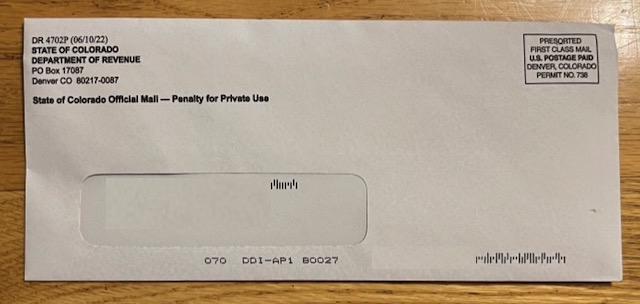 DR 4702P (06/10/22)
STATE OF COLORADO
DEPARTMENT OF REVENUE
PO Box 17087
Denver CO 80217-0087
State of Colorado Official Mail — Penalty for Private Use
PRESORTED
FIRST CLASS MAIL
U.S. POSTAGE PAID
DENVER, COLORADO
PERMIT NO. 738
070 DDI-AP1 B0027